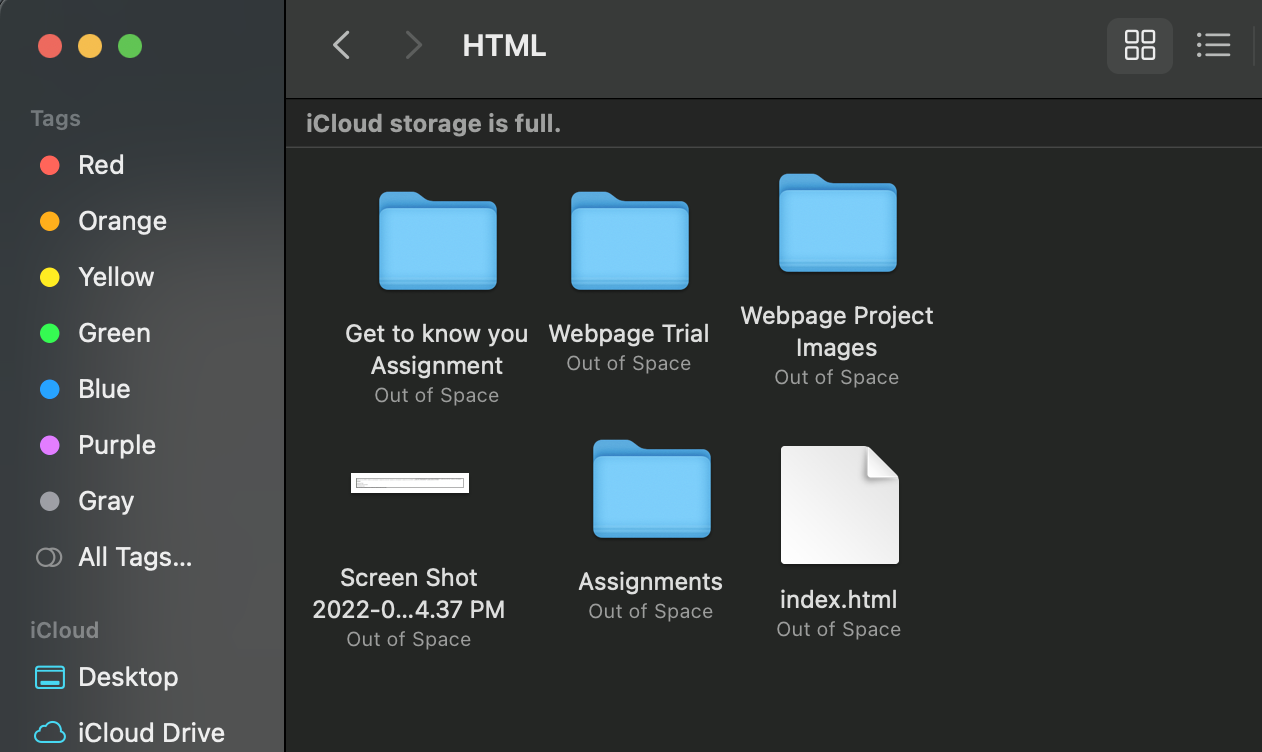 HTML
Tags
Red
Orange
Yellow
Green
Blue
Purple
Gray
All Tags...
iCloud
Desktop
iCloud Drive
iCloud storage is full.
Get to know you
Assignment
Out of Space
Webpage Trial
Out of Space
Webpage Project
Images
Out of Space
Screen Shot
2022-0...4.37 PM
Out of Space
Assignments
Out of Space
index.html
Out of Space